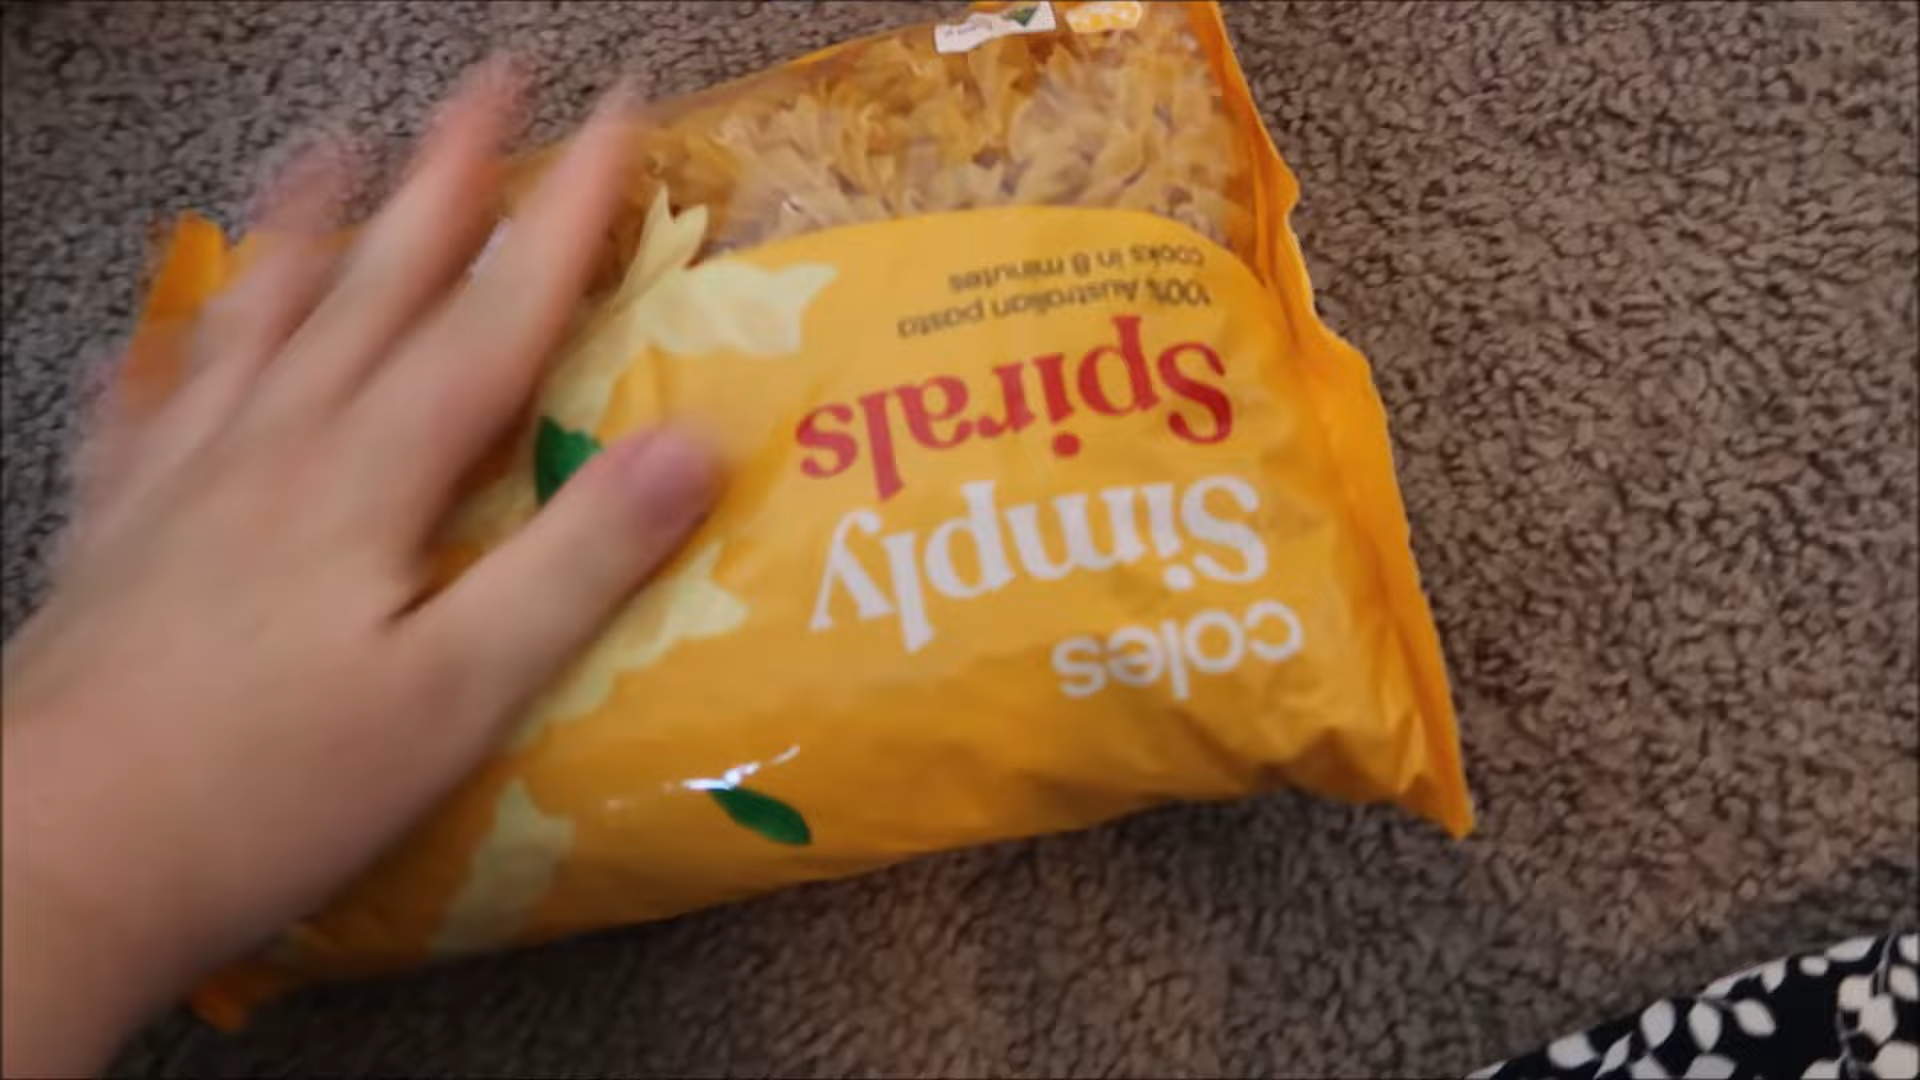 coles
Simply
Spirals
100% Australian pasta
cooks in 8 minutes